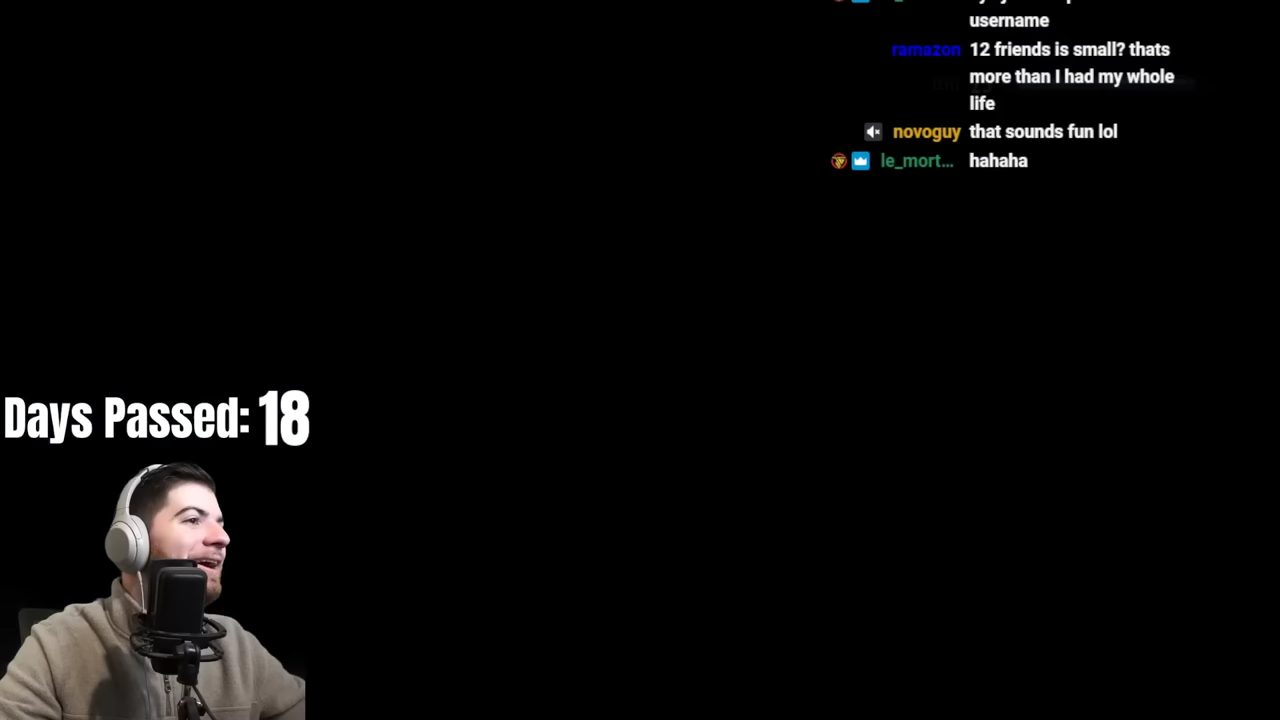 username
ramazon 12 friends is small? thats
more than I had my whole
life
novoguy that sounds fun lol
le_mort... hahaha
Days Passed: 18